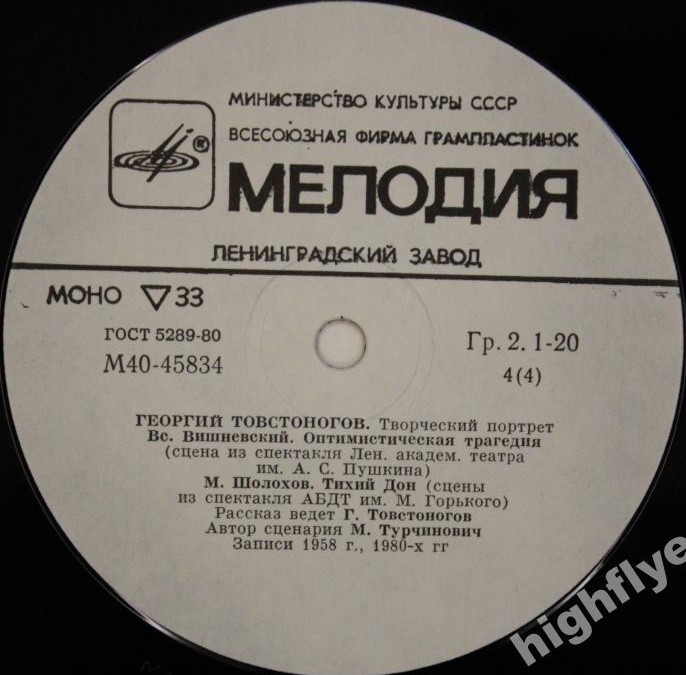 МИНИСТЕРСТВО КУЛЬТУРЫ СССР
ВСЕСОЮЗНАЯ ФИРМА ГРАМПЛАСТИНОК
®
МЕЛОДИЯ
ЛЕНИНГРАДСКИЙ ЗАВОД
МОНО ▽ 33
ГОСТ 5289-80
М40-45834
Гр. 2. 1-20
4(4)
ГЕОРГИЙ ТОВСТОНОГОВ. Творческий портрет
Вс. Вишневский. Оптимистическая трагедия
(сцена из спектакля Лен. академ. театра
им. А. С. Пушкина)
М. Шолохов. Тихий Дон (сцены
из спектакля АБДТ им. М. Горького)
Рассказ ведет Г. Товстоногов
Автор сценария М. Турчинович
Записи 1958 г., 1980-х гг
highflye